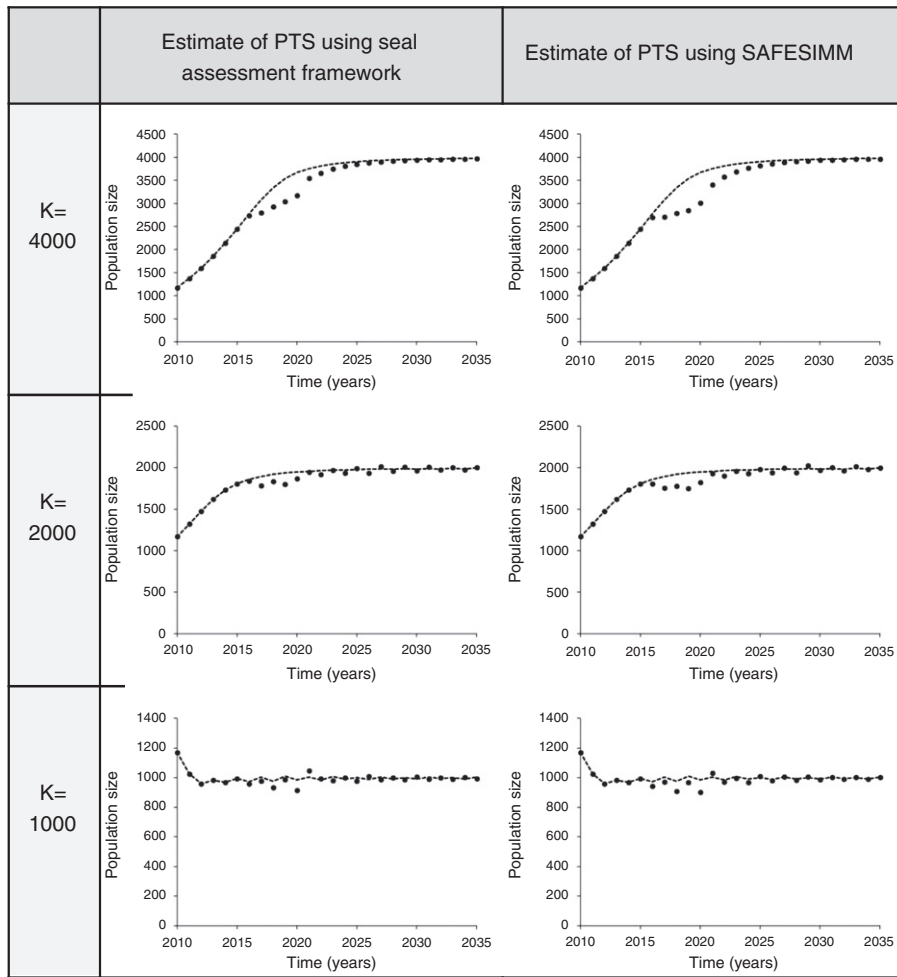 Estimate of PTS using seal
assessment framework
Estimate of PTS using SAFESIMM
K=
4000
Population size
4500
4000
3500
3000
2500
2000
1500
1000
500
0
2010 2015 2020 2025 2030 2035
Time (years)
Population size
4500
4000
3500
3000
2500
2000
1500
1000
500
0
2010 2015 2020 2025 2030 2035
Time (years)
K=
2000
Population size
2500
2000
1500
1000
500
0
2010 2015 2020 2025 2030 2035
Time (years)
Population size
2500
2000
1500
1000
500
0
2010 2015 2020 2025 2030 2035
Time (years)
K=
1000
Population size
1400
1200
1000
800
600
400
200
0
2010 2015 2020 2025 2030 2035
Time (years)
Population size
1400
1200
1000
800
600
400
200
0
2010 2015 2020 2025 2030 2035
Time (years)